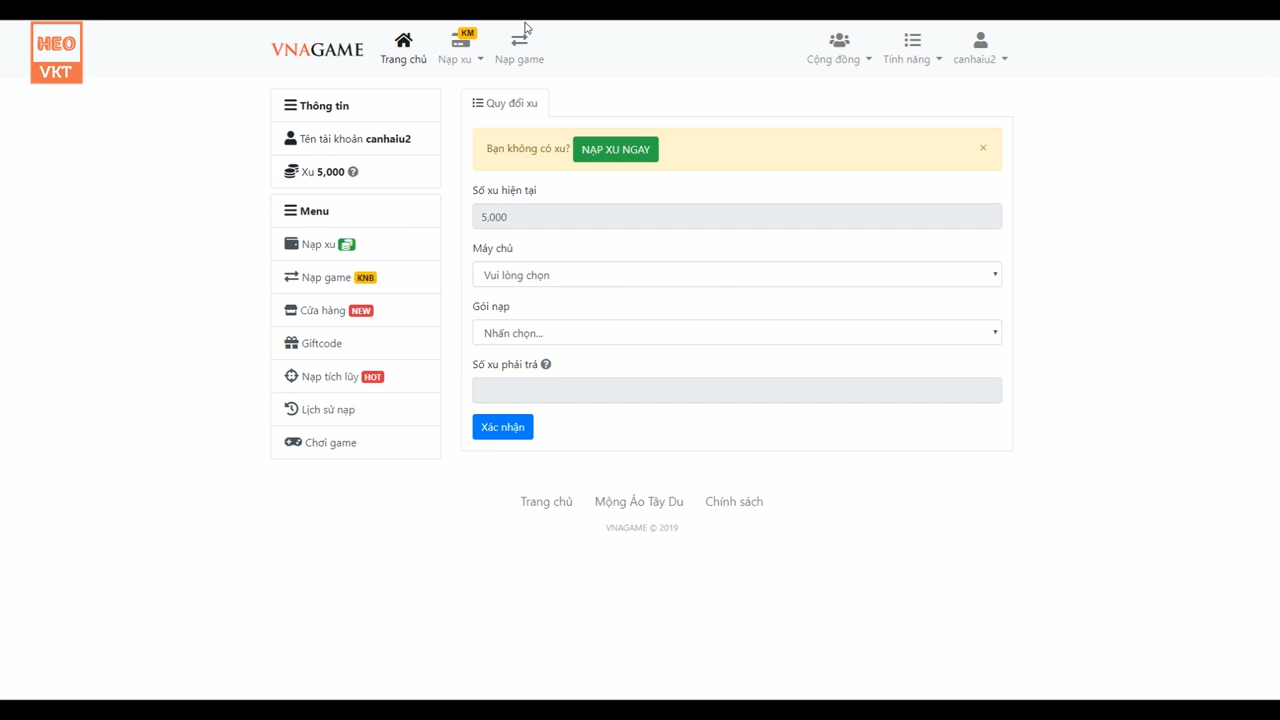 HEO
VKT
VNAGAME
Trang chủ
KM
Nạp xu
Nạp game
Cộng đồng
Tính năng
canhaiu2
Thông tin
Tên tài khoản canhaiu2
Xu 5,000
Menu
Nạp xu
Nạp game KNB
Cửa hàng NEW
Giftcode
Nạp tích lũy HOT
Lịch sử nạp
Chơi game
Quy đổi xu
Bạn không có xu? NẠP XU NGAY
Số xu hiện tại
5,000
Máy chủ
Vui lòng chọn
Gói nạp
Nhấn chọn...
Số xu phải trả
Xác nhận
Trang chủ Mộng Ảo Tây Du Chính sách
VNAGAME © 2019